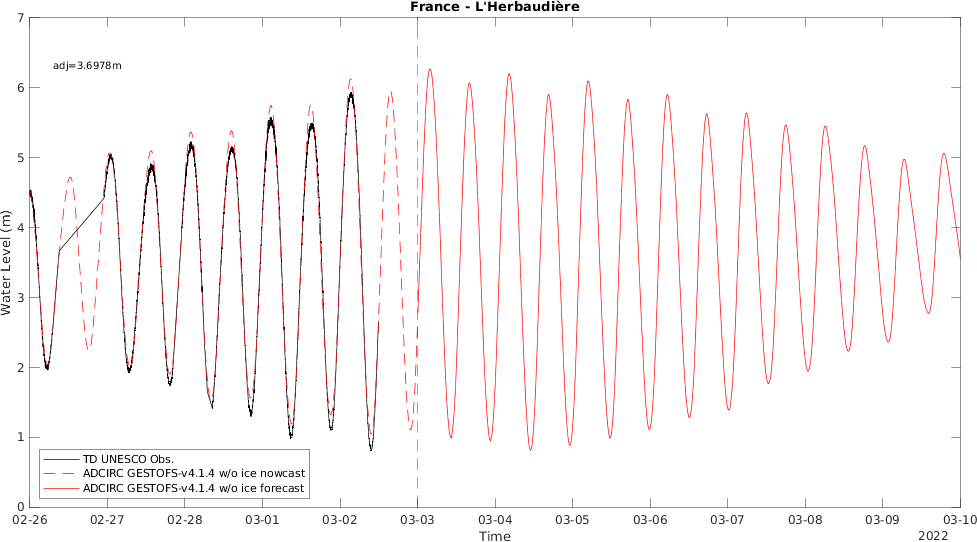 France - L'Herbaudière
adj=3.6978m
7
6
5
4
3
2
1
0
Water Level (m)
TD UNESCO Obs.
ADCIRC GESTOFS-v4.1.4 w/o ice nowcast
ADCIRC GESTOFS-v4.1.4 w/o ice forecast
02-26 02-27 02-28 03-01 03-02 03-03 03-04 03-05 03-06 03-07 03-08 03-09 03-10
Time
2022